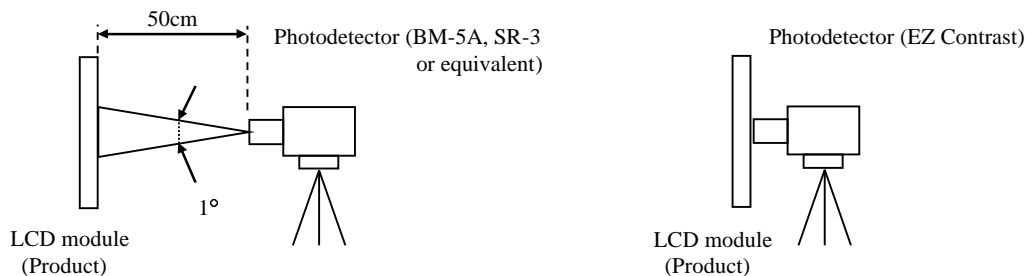 50cm
Photodetector (BM-5A, SR-3
or equivalent)
1°
LCD module
(Product)
Photodetector (EZ Contrast)
LCD module
(Product)